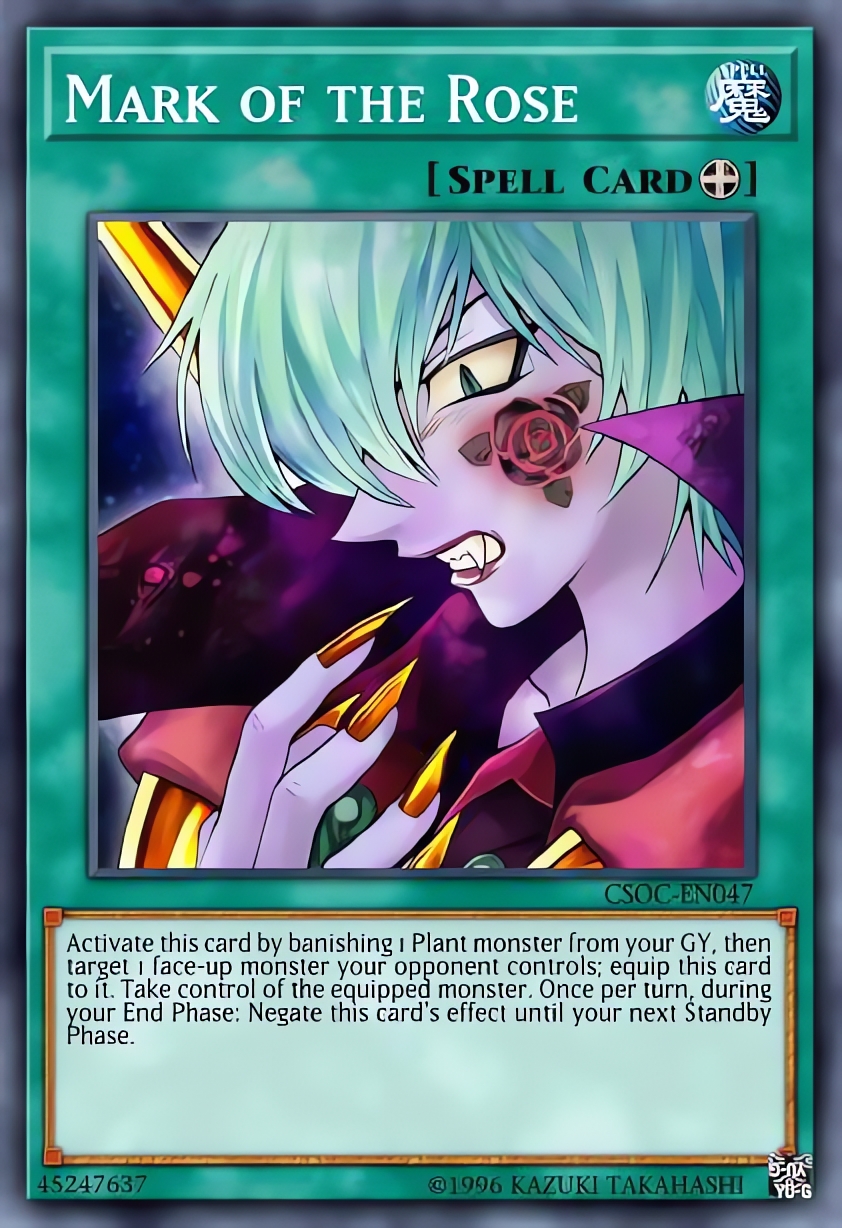 Mark of the Rose
魔
[Spell Card]
CSOC-EN047
Activate this card by banishing 1 Plant monster from your GY, then
target 1 face-up monster your opponent controls; equip this card
to it. Take control of the equipped monster. Once per turn, during
your End Phase: Negate this card's effect until your next Standby
Phase.
45247637
©1996 KAZUKI TAKAHASHI